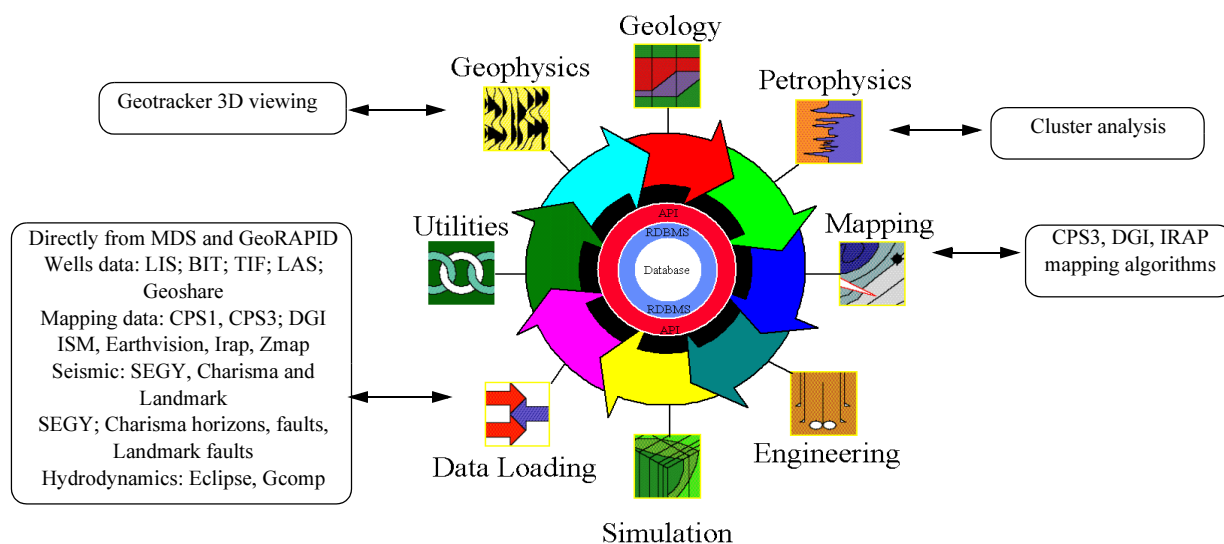 Geology
Geophysics
Petrophysics
Geotracker 3D viewing
Cluster analysis
API
RDBMS
Database
RDBMS
API
Utilities
Mapping
Directly from MDS and GeoRAPID
Wells data: LIS; BIT; TIF; LAS;
Geoshare
Mapping data: CPS1, CPS3; DGI
ISM, Earthvision, Irap, Zmap
Seismic: SEGY, Charisma and
Landmark
SEGY; Charisma horizons, faults,
Landmark faults
Hydrodynamics: Eclipse, Gcomp
CPS3, DGI, IRAP
mapping algorithms
Data Loading
Engineering
Simulation